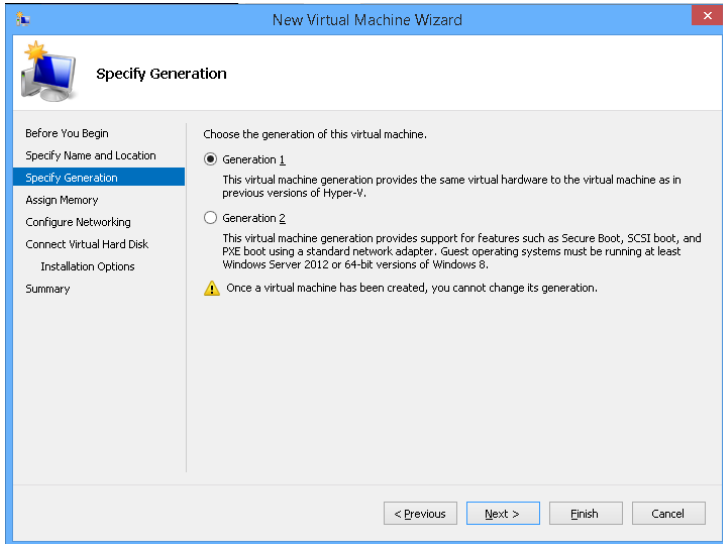 New Virtual Machine Wizard
Specify Generation
Before You Begin
Specify Name and Location
Specify Generation
Assign Memory
Configure Networking
Connect Virtual Hard Disk
Installation Options
Summary
Choose the generation of this virtual machine.
Generation 1
This virtual machine generation provides the same virtual hardware to the virtual machine as in
previous versions of Hyper-V.
Generation 2
This virtual machine generation provides support for features such as Secure Boot, SCSI boot, and
PXE boot using a standard network adapter. Guest operating systems must be running at least
Windows Server 2012 or 64-bit versions of Windows 8.
Once a virtual machine has been created, you cannot change its generation.
< Previous
Next >
Finish
Cancel